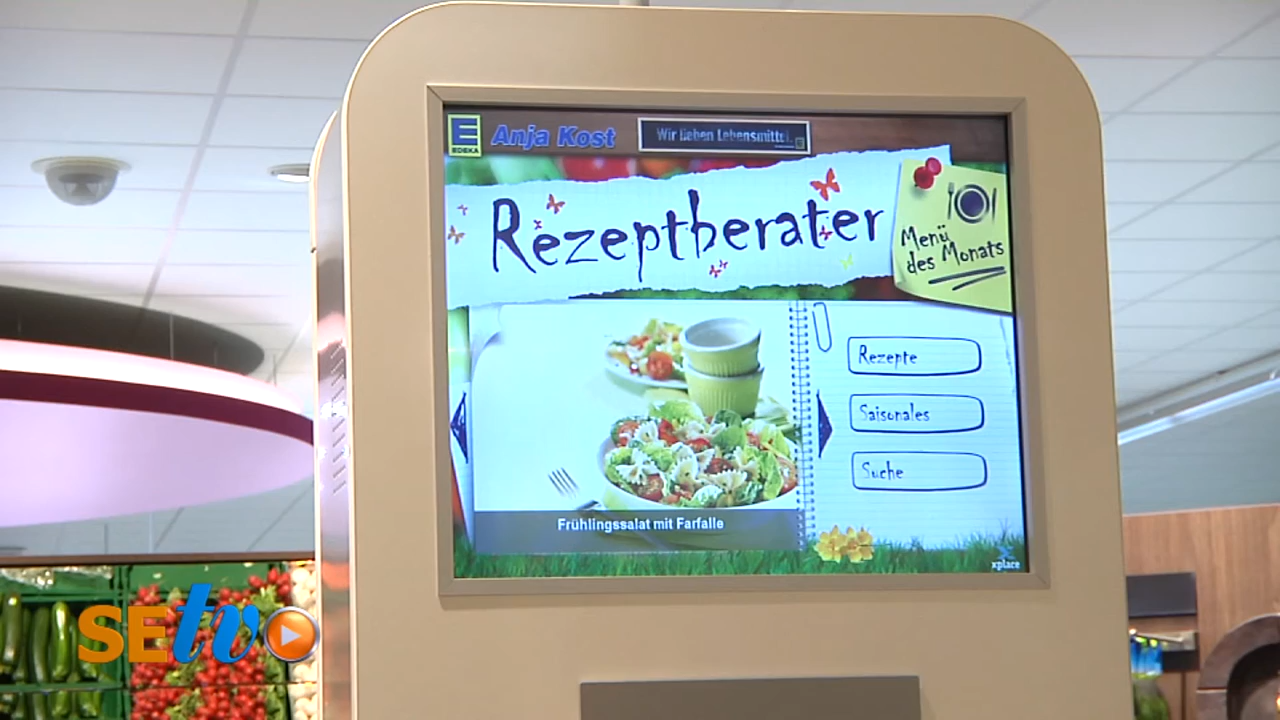 E
EDEKA
Anja Kost
Wir lieben Lebensmittel.
Rezeptberater
Menü
des Monats
Rezepte
Saisonales
Suche
Frühlingssalat mit Farfalle
xplace
SEtv